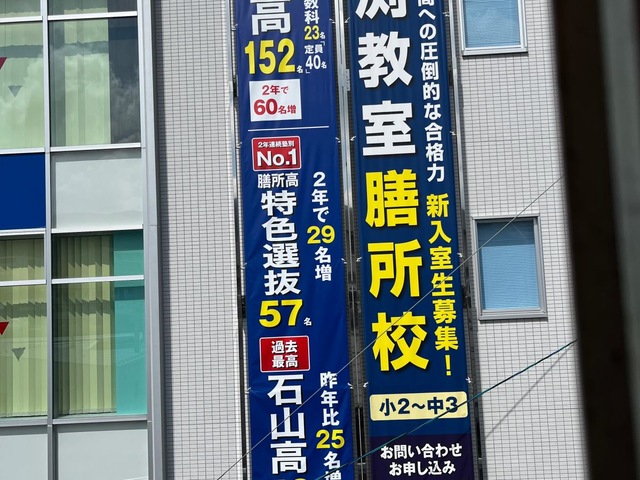 間への圧倒的な合格力
新入室生募集！
教室
膳所校
小2～中3
お問い合わせ
お申し込み
高
152名
数科
23名
「定員
40名」
2年で
60名増
2年連続塾別
No.1
膳所高
特色選抜
57名
2年で29名増
過去
最高
石山高
昨年比
25名増